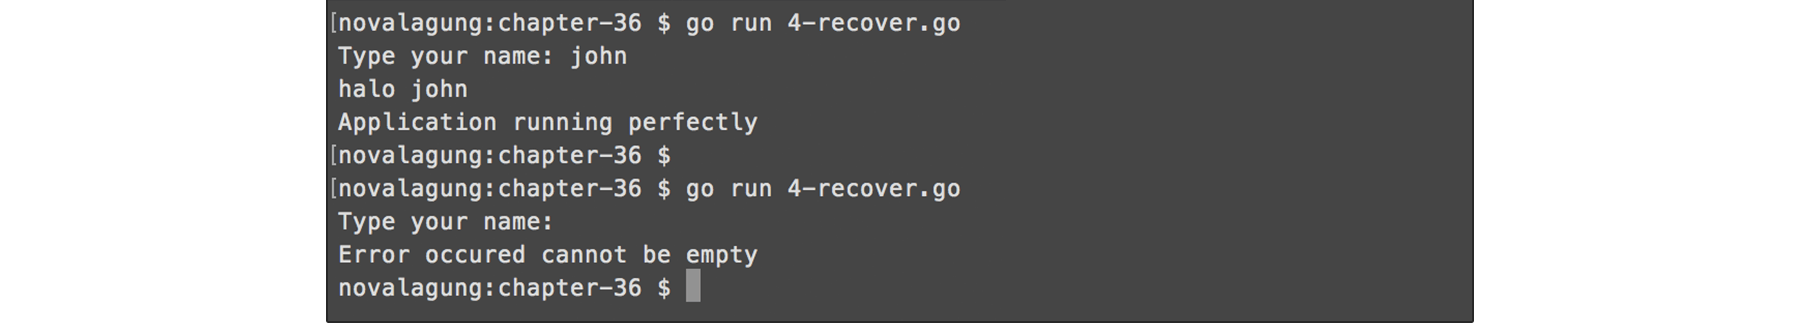 [novalagung:chapter-36 $ go run 4-recover.go
Type your name: john
halo john
Application running perfectly
[novalagung:chapter-36 $
[novalagung:chapter-36 $ go run 4-recover.go
Type your name:
Error occured cannot be empty
novalagung:chapter-36 $